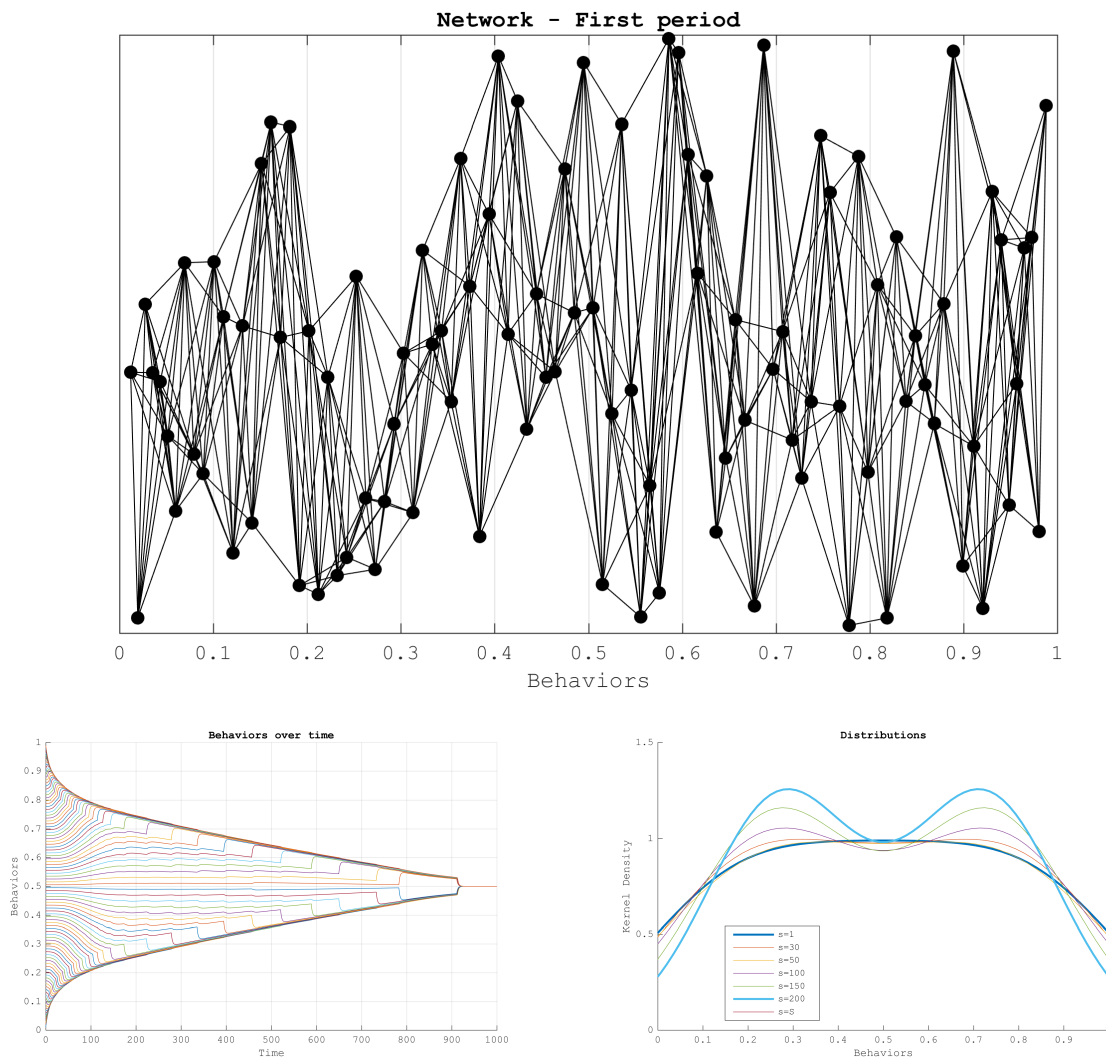 Network - First period
0 0.1 0.2 0.3 0.4 0.5 0.6 0.7 0.8 0.9 1
Behaviors
Behaviors over time
1
0.9
0.8
0.7
0.6
0.5
0.4
0.3
0.2
0.1
0
Behaviors
0 100 200 300 400 500 600 700 800 900 1000
Time
Distributions
1.5
1
0.5
0
Kernel Density
s=1
s=30
s=50
s=100
s=150
s=200
s=S
0 0.1 0.2 0.3 0.4 0.5 0.6 0.7 0.8 0.9
Behaviors